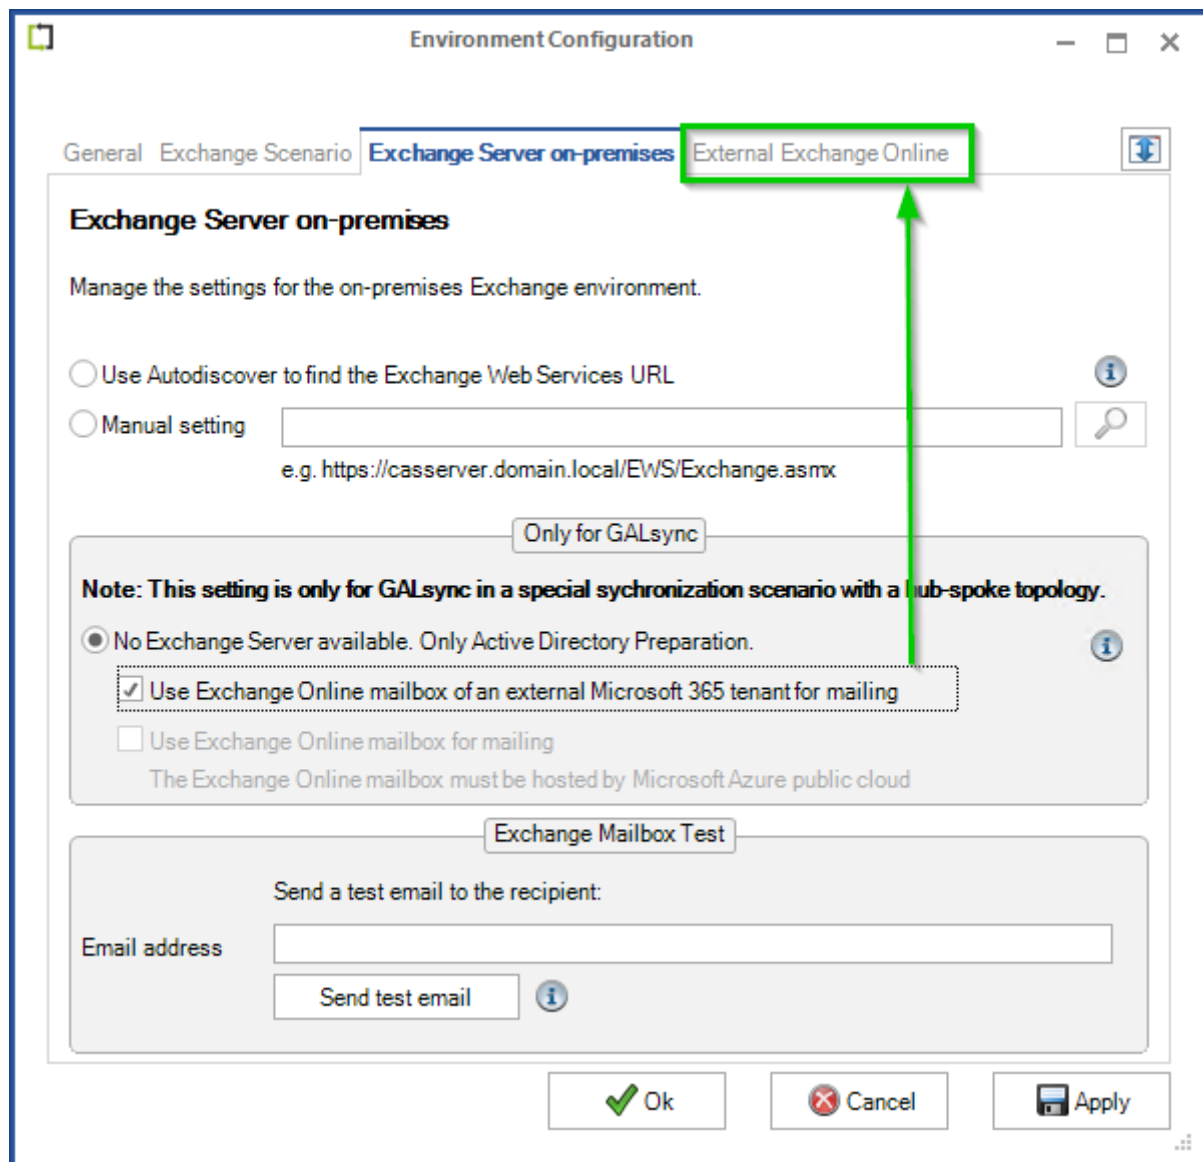 Environment Configuration
General Exchange Scenario Exchange Server on-premises External Exchange Online
Exchange Server on-premises
Manage the settings for the on-premises Exchange environment.
Use Autodiscover to find the Exchange Web Services URL
Manual setting
e.g. https://casserver.domain.local/EWS/Exchange.asmx
Only for GALsync
Note: This setting is only for GALsync in a special sychronization scenario with a hub-spoke topology.
No Exchange Server available. Only Active Directory Preparation.
Use Exchange Online mailbox of an external Microsoft 365 tenant for mailing
Use Exchange Online mailbox for mailing
The Exchange Online mailbox must be hosted by Microsoft Azure public cloud
Exchange Mailbox Test
Send a test email to the recipient:
Email address
Send test email
Ok Cancel Apply